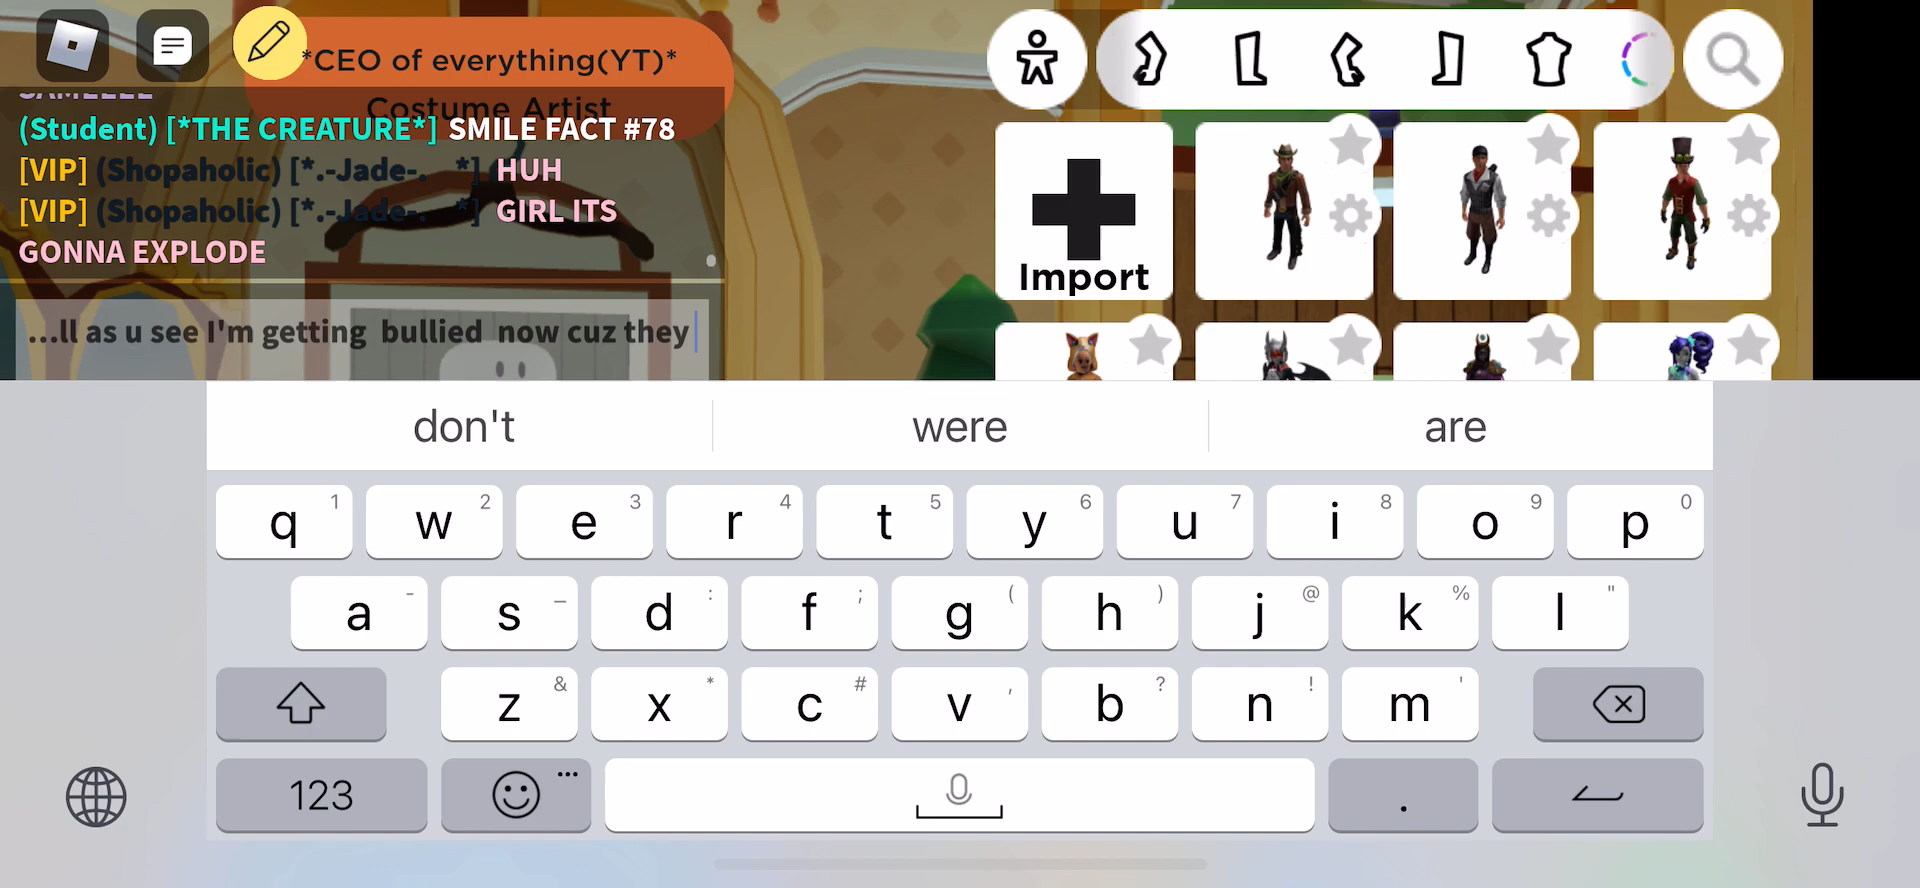 *CEO of everything(YT)*
Costume Artist
(Student) [*THE CREATURE*] SMILE FACT #78
[VIP] (Shopaholic) [*.-Jade-. *] HUH
[VIP] (Shopaholic) [*.-Jade-. *] GIRL ITS
GONNA EXPLODE
...ll as u see I'm getting bullied now cuz they
Import
don't were are
1 2 3 4 5 6 7 8 9 0
q w e r t y u i o p
- _ : ; ( ) @ % "
a s d f g h j k l
& * # , ? ! '
z x c v b n m
123 .